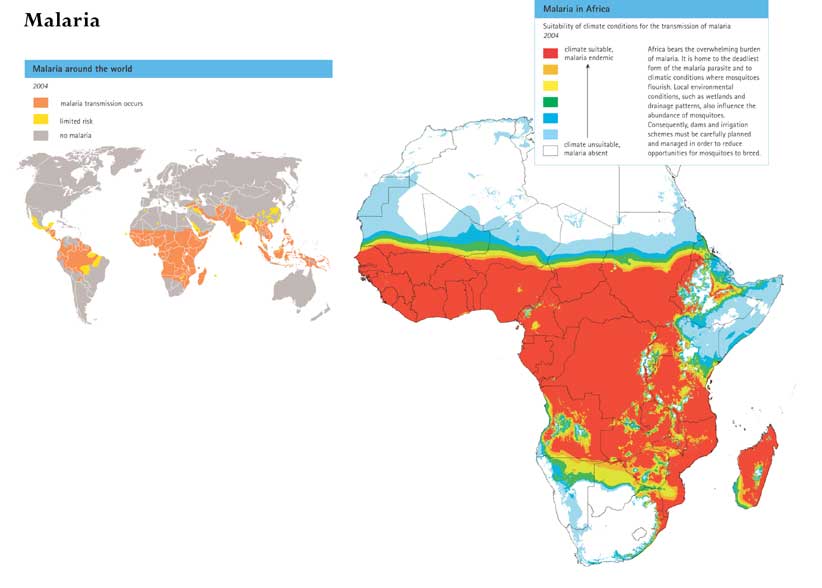 Malaria
Malaria around the world
2004
malaria transmission occurs
limited risk
no malaria
Malaria in Africa
Suitability of climate conditions for the transmission of malaria
2004
climate suitable,
malaria endemic
climate unsuitable,
malaria absent
Africa bears the overwhelming burden
of malaria. It is home to the deadliest
form of the malaria parasite and to
climatic conditions where mosquitoes
flourish. Local environmental
conditions, such as wetlands and
drainage patterns, also influence the
abundance of mosquitoes.
Consequently, dams and irrigation
schemes must be carefully planned
and managed in order to reduce
opportunities for mosquitoes to breed.